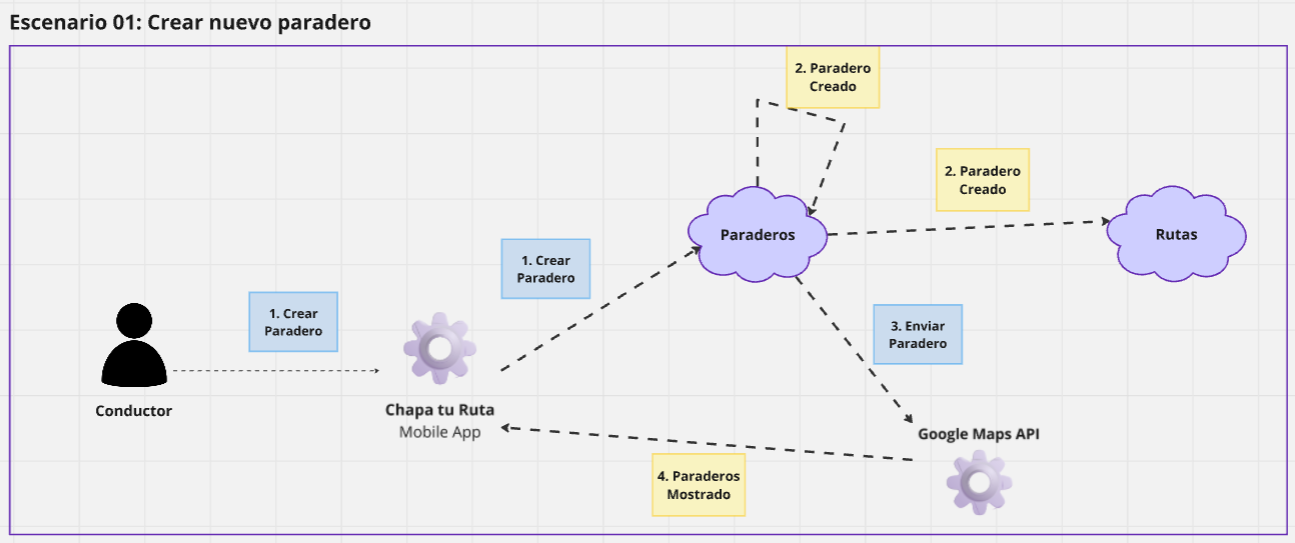 Escenario 01: Crear nuevo paradero
2. Paradero
Creado
2. Paradero
Creado
Paraderos
Rutas
1. Crear
Paradero
1. Crear
Paradero
3. Enviar
Paradero
Conductor
Chapa tu Ruta
Mobile App
Google Maps API
4. Paraderos
Mostrado